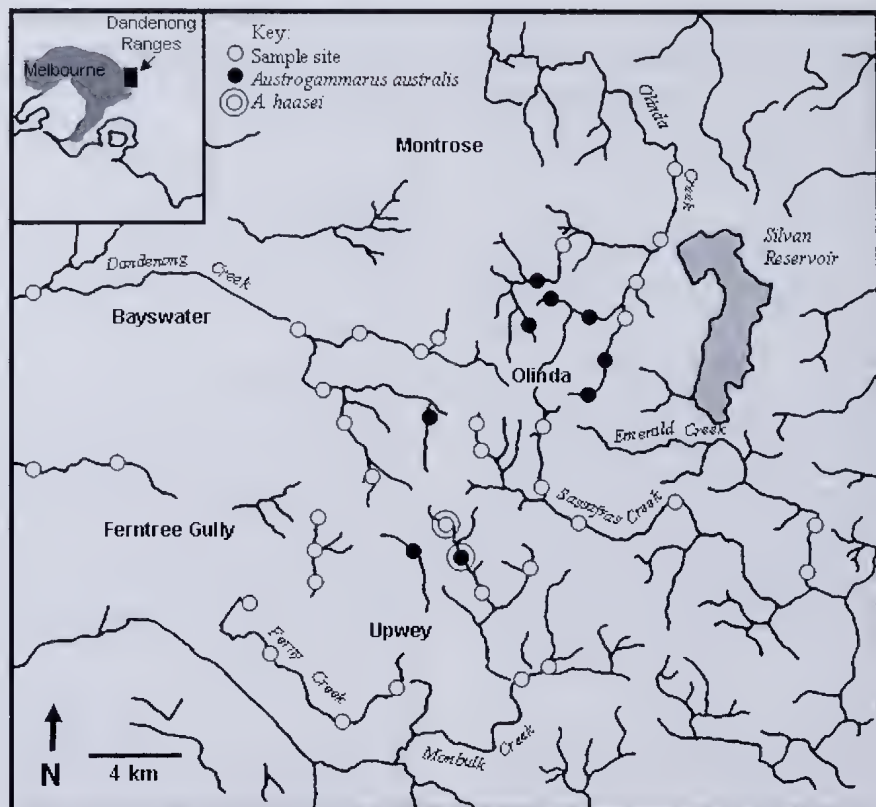 Dandenong
Ranges
Melbourne
Key:
Sample site
Austrogammarus australis
A. haasei
Montrose
Olinda
Creek
Silvan
Reservoir
Dandenong
Creek
Bayswater
Olinda
Emerald Creek
Sassafras Creek
Ferntree Gully
Upwey
Ferny
Creek
Monbulk
Creek
N
4 km